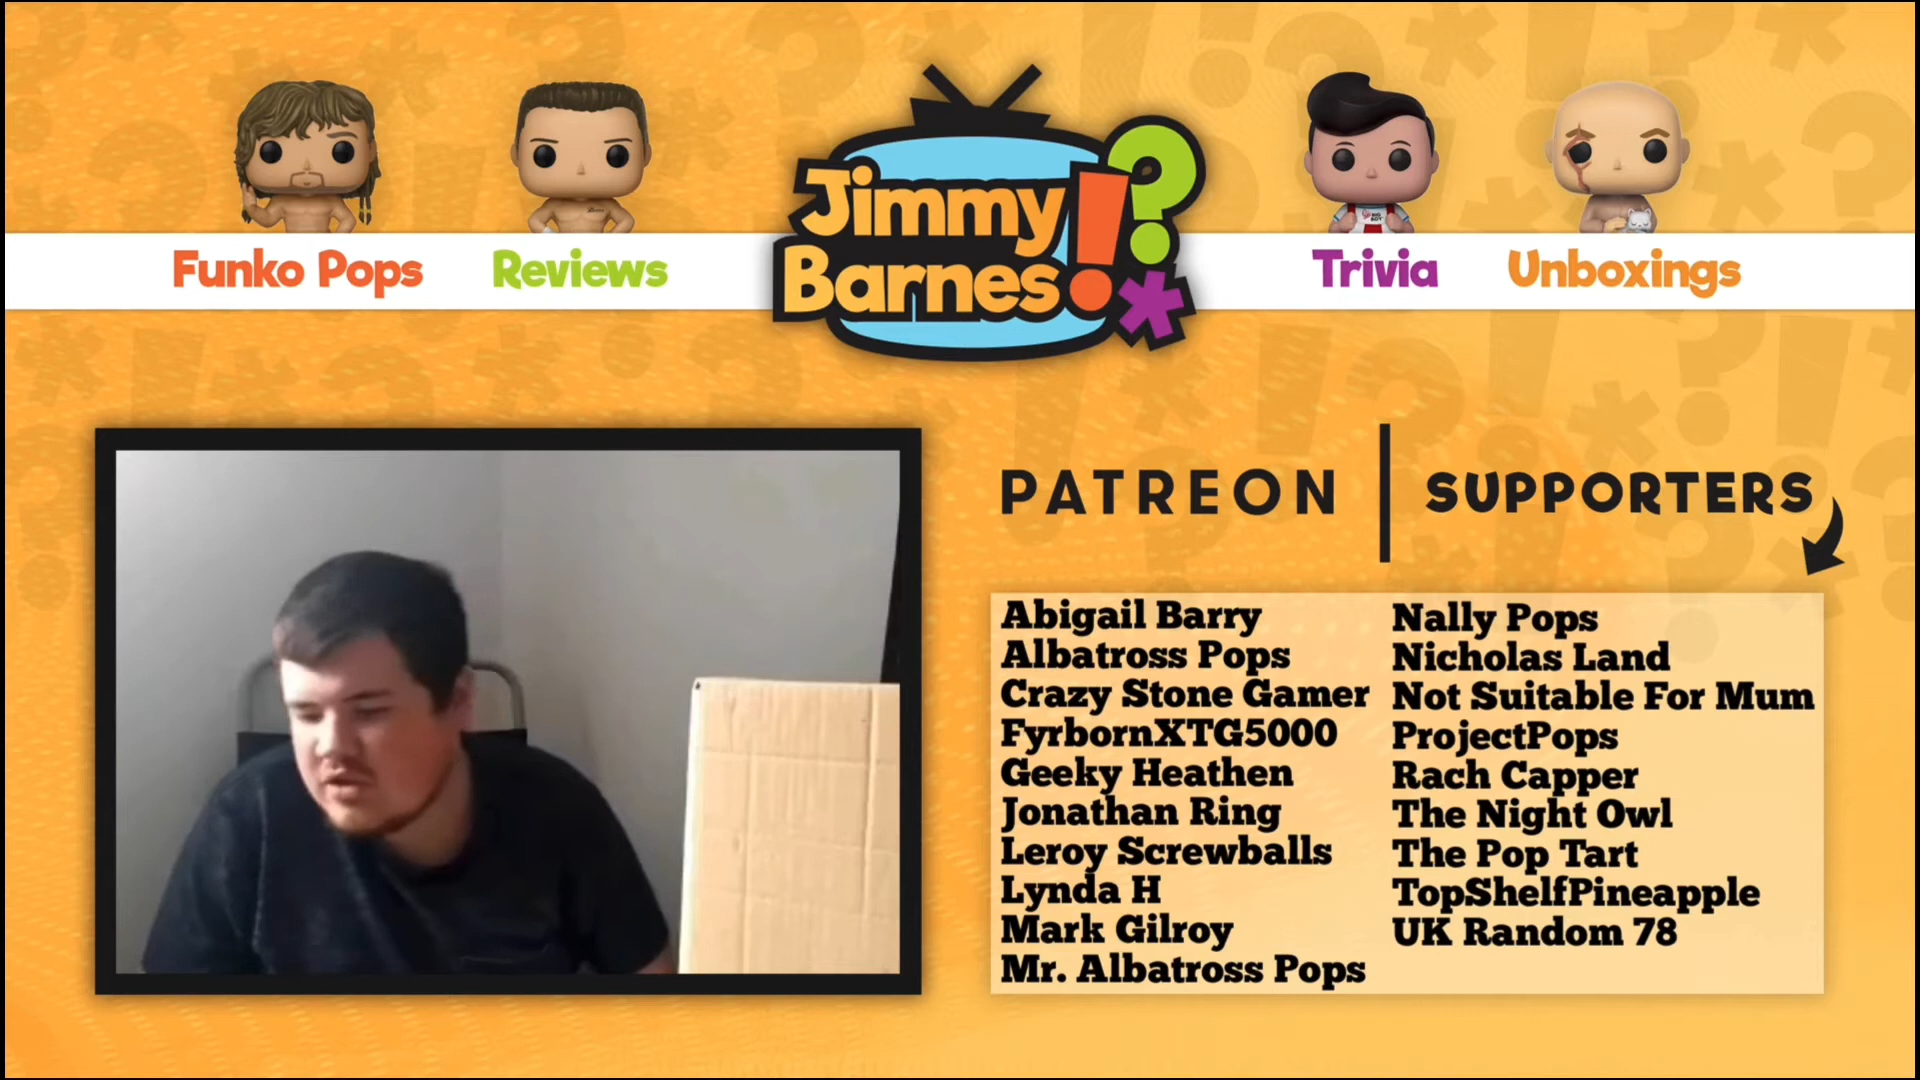 Jimmy
Barnes!?*
Funko Pops
Reviews
Trivia
Unboxings
PATREON | SUPPORTERS
Abigail Barry
Albatross Pops
Crazy Stone Gamer
FyrbornXTG5000
Geeky Heathen
Jonathan Ring
Leroy Screwballs
Lynda H
Mark Gilroy
Mr. Albatross Pops
Nally Pops
Nicholas Land
Not Suitable For Mum
ProjectPops
Rach Capper
The Night Owl
The Pop Tart
TopShelfPineapple
UK Random 78